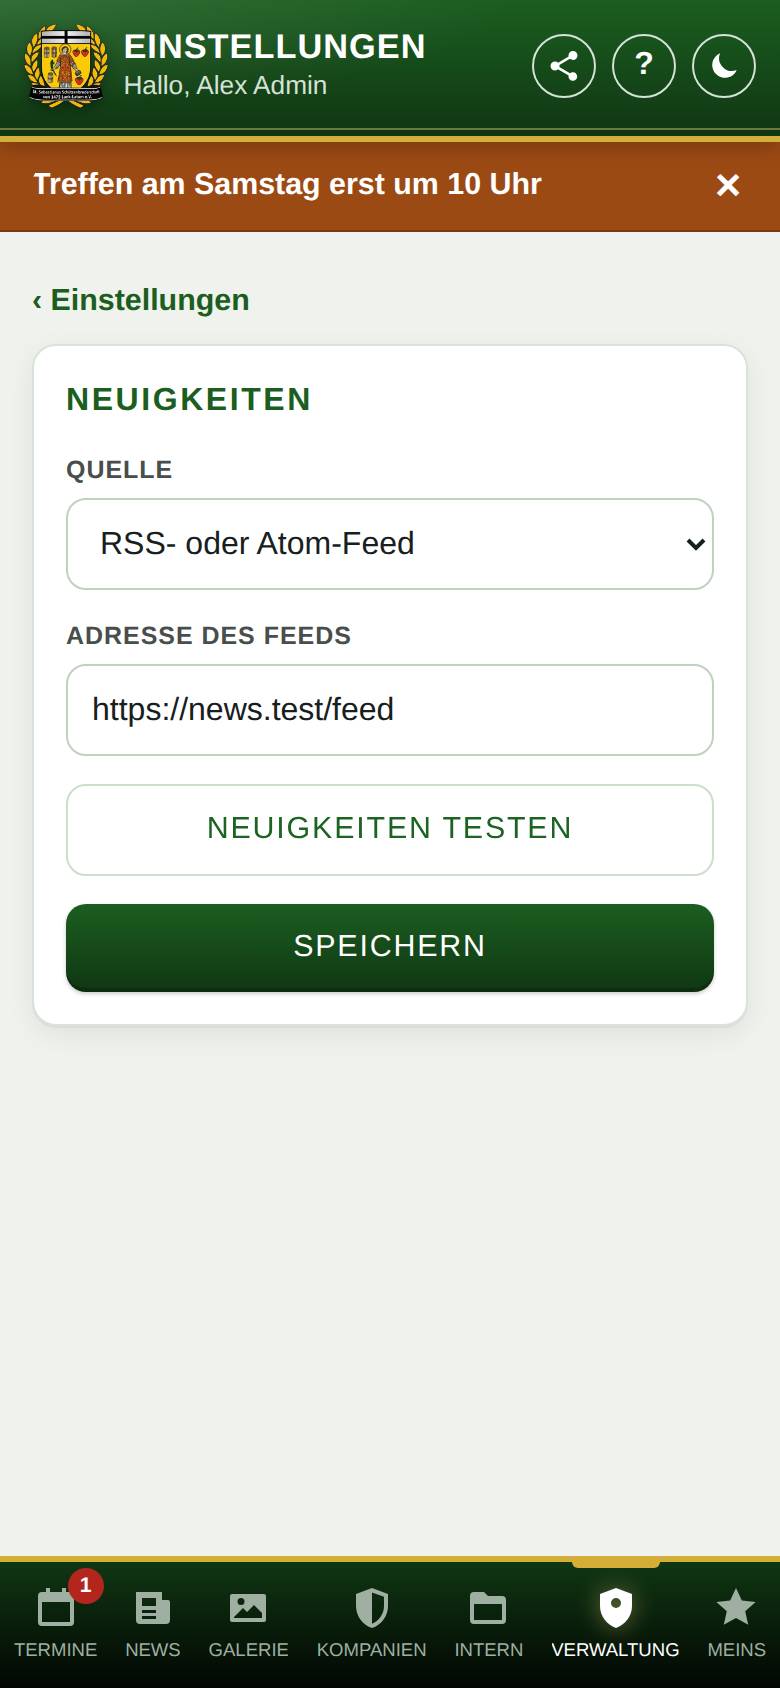 EINSTELLUNGEN
Hallo, Alex Admin
?
Treffen am Samstag erst um 10 Uhr
×
‹ Einstellungen
NEUIGKEITEN
QUELLE
RSS- oder Atom-Feed
ADRESSE DES FEEDS
https://news.test/feed
NEUIGKEITEN TESTEN
SPEICHERN
1
TERMINE NEWS GALERIE KOMPANIEN INTERN VERWALTUNG MEINS